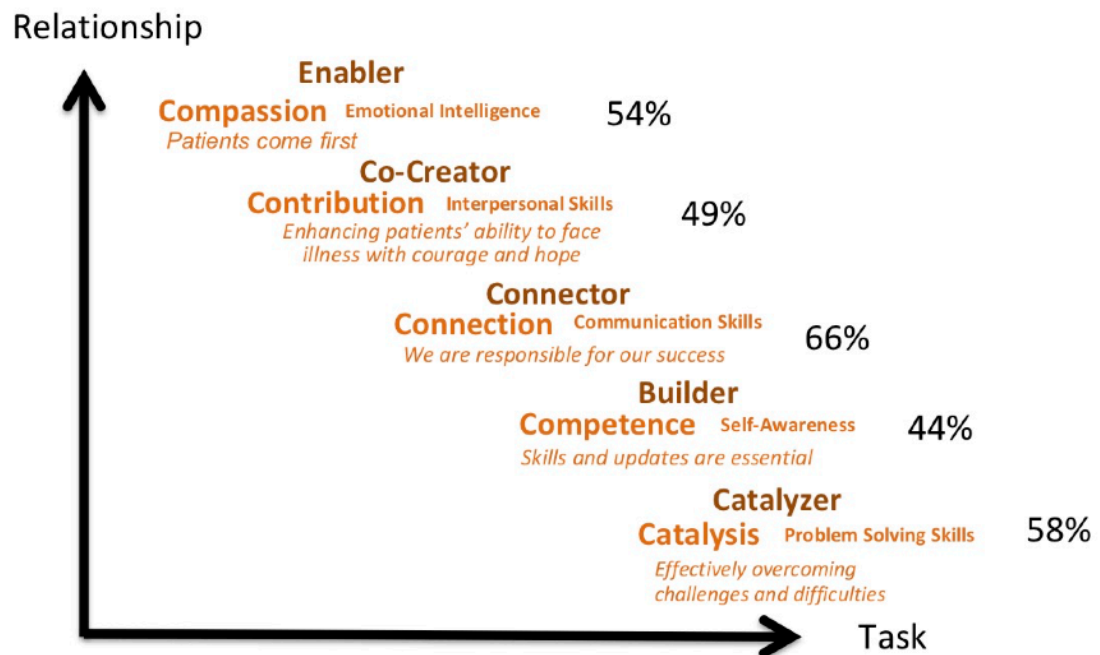 Relationship
Enabler
Compassion Emotional Intelligence 54%
Patients come first
Co-Creator
Contribution Interpersonal Skills 49%
Enhancing patients’ ability to face
illness with courage and hope
Connector
Connection Communication Skills 66%
We are responsible for our success
Builder
Competence Self-Awareness 44%
Skills and updates are essential
Catalyzer
Catalysis Problem Solving Skills 58%
Effectively overcoming
challenges and difficulties
Task